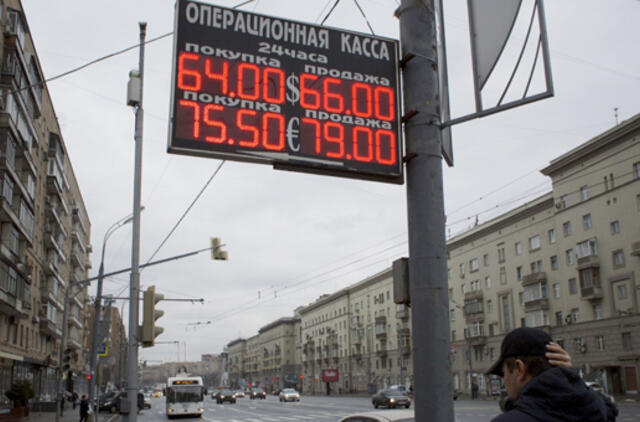 ОПЕРАЦИОННАЯ КАССА
24часа
покупка продажа
64.00 $ 66.00
покупка продажа
75.50 € 79.00